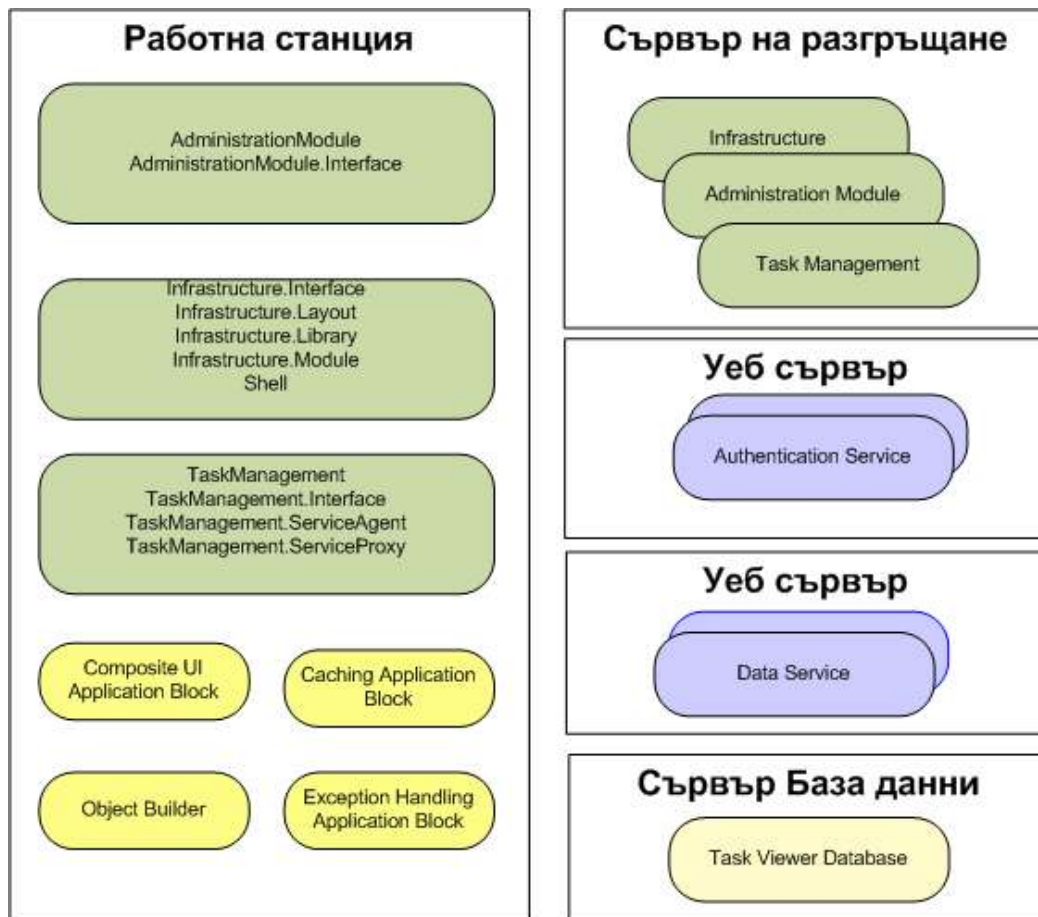 Работна станция
AdministrationModule
AdministrationModule.Interface
Infrastructure.Interface
Infrastructure.Layout
Infrastructure.Library
Infrastructure.Module
Shell
TaskManagement
TaskManagement.Interface
TaskManagement.ServiceAgent
TaskManagement.ServiceProxy
Composite UI
Application Block
Caching Application
Block
Object Builder
Exception Handling
Application Block
Сървър на разгръщане
Infrastructure
Administration Module
Task Management
Уеб сървър
Authentication Service
Уеб сървър
Data Service
Сървър База данни
Task Viewer Database